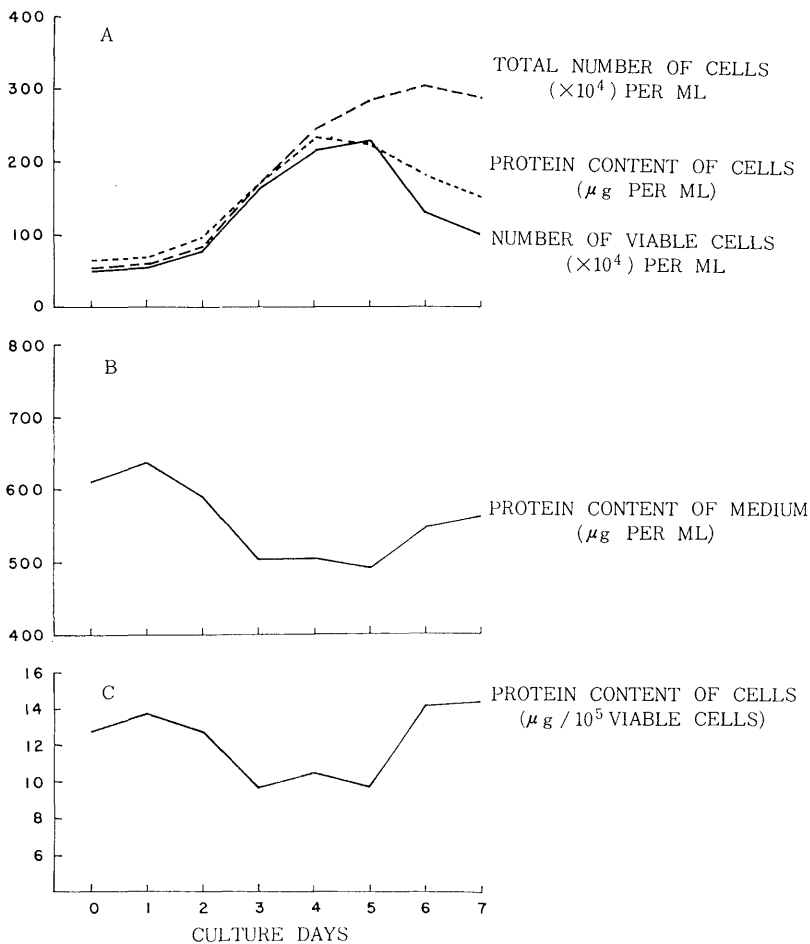 A
400
300
200
100
0
TOTAL NUMBER OF CELLS
(×10⁴) PER ML
PROTEIN CONTENT OF CELLS
(μg PER ML)
NUMBER OF VIABLE CELLS
(×10⁴) PER ML
B
800
700
600
500
400
PROTEIN CONTENT OF MEDIUM
(μg PER ML)
C
16
14
12
10
8
6
PROTEIN CONTENT OF CELLS
(μg / 10⁵ VIABLE CELLS)
0 1 2 3 4 5 6 7
CULTURE DAYS